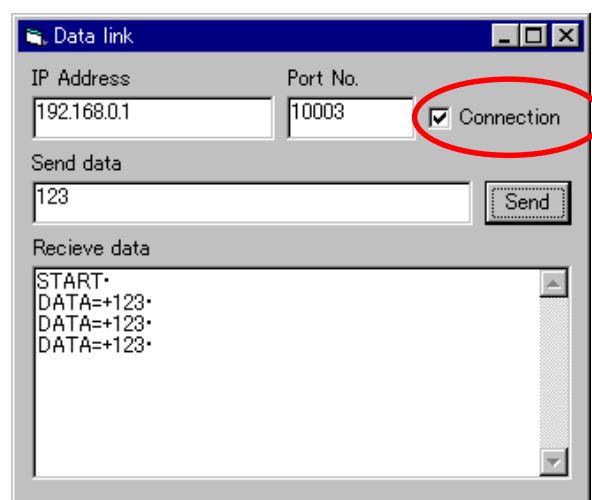 Data link
IP Address Port No.
192.168.0.1 10003 Connection
Send data
123 Send
Recieve data
START･
DATA=+123･
DATA=+123･
DATA=+123･